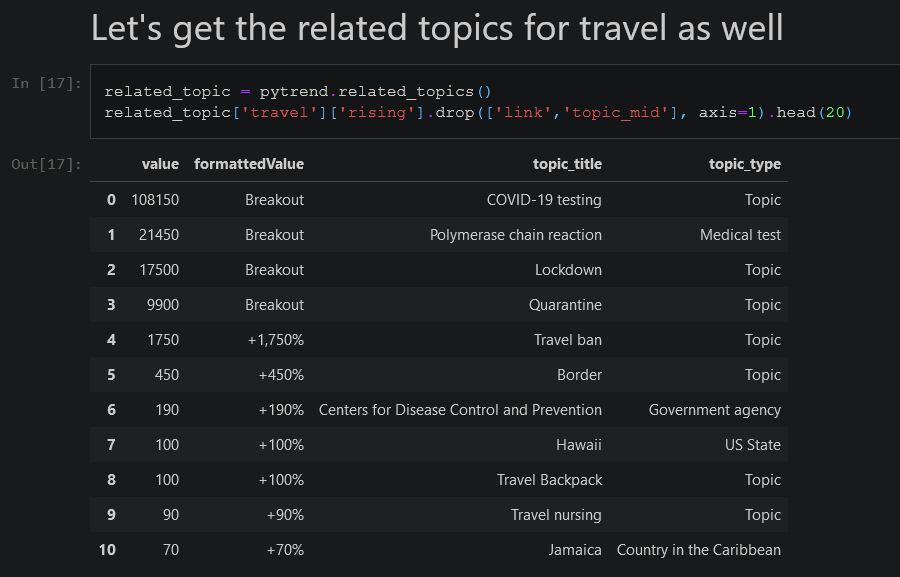 Let's get the related topics for travel as well
In [17]: related_topic = pytrend.related_topics()
related_topic['travel']['rising'].drop(['link','topic_mid'], axis=1).head(20)
Out[17]: value formattedValue topic_title topic_type
0 108150 Breakout COVID-19 testing Topic
1 21450 Breakout Polymerase chain reaction Medical test
2 17500 Breakout Lockdown Topic
3 9900 Breakout Quarantine Topic
4 1750 +1,750% Travel ban Topic
5 450 +450% Border Topic
6 190 +190% Centers for Disease Control and Prevention Government agency
7 100 +100% Hawaii US State
8 100 +100% Travel Backpack Topic
9 90 +90% Travel nursing Topic
10 70 +70% Jamaica Country in the Caribbean